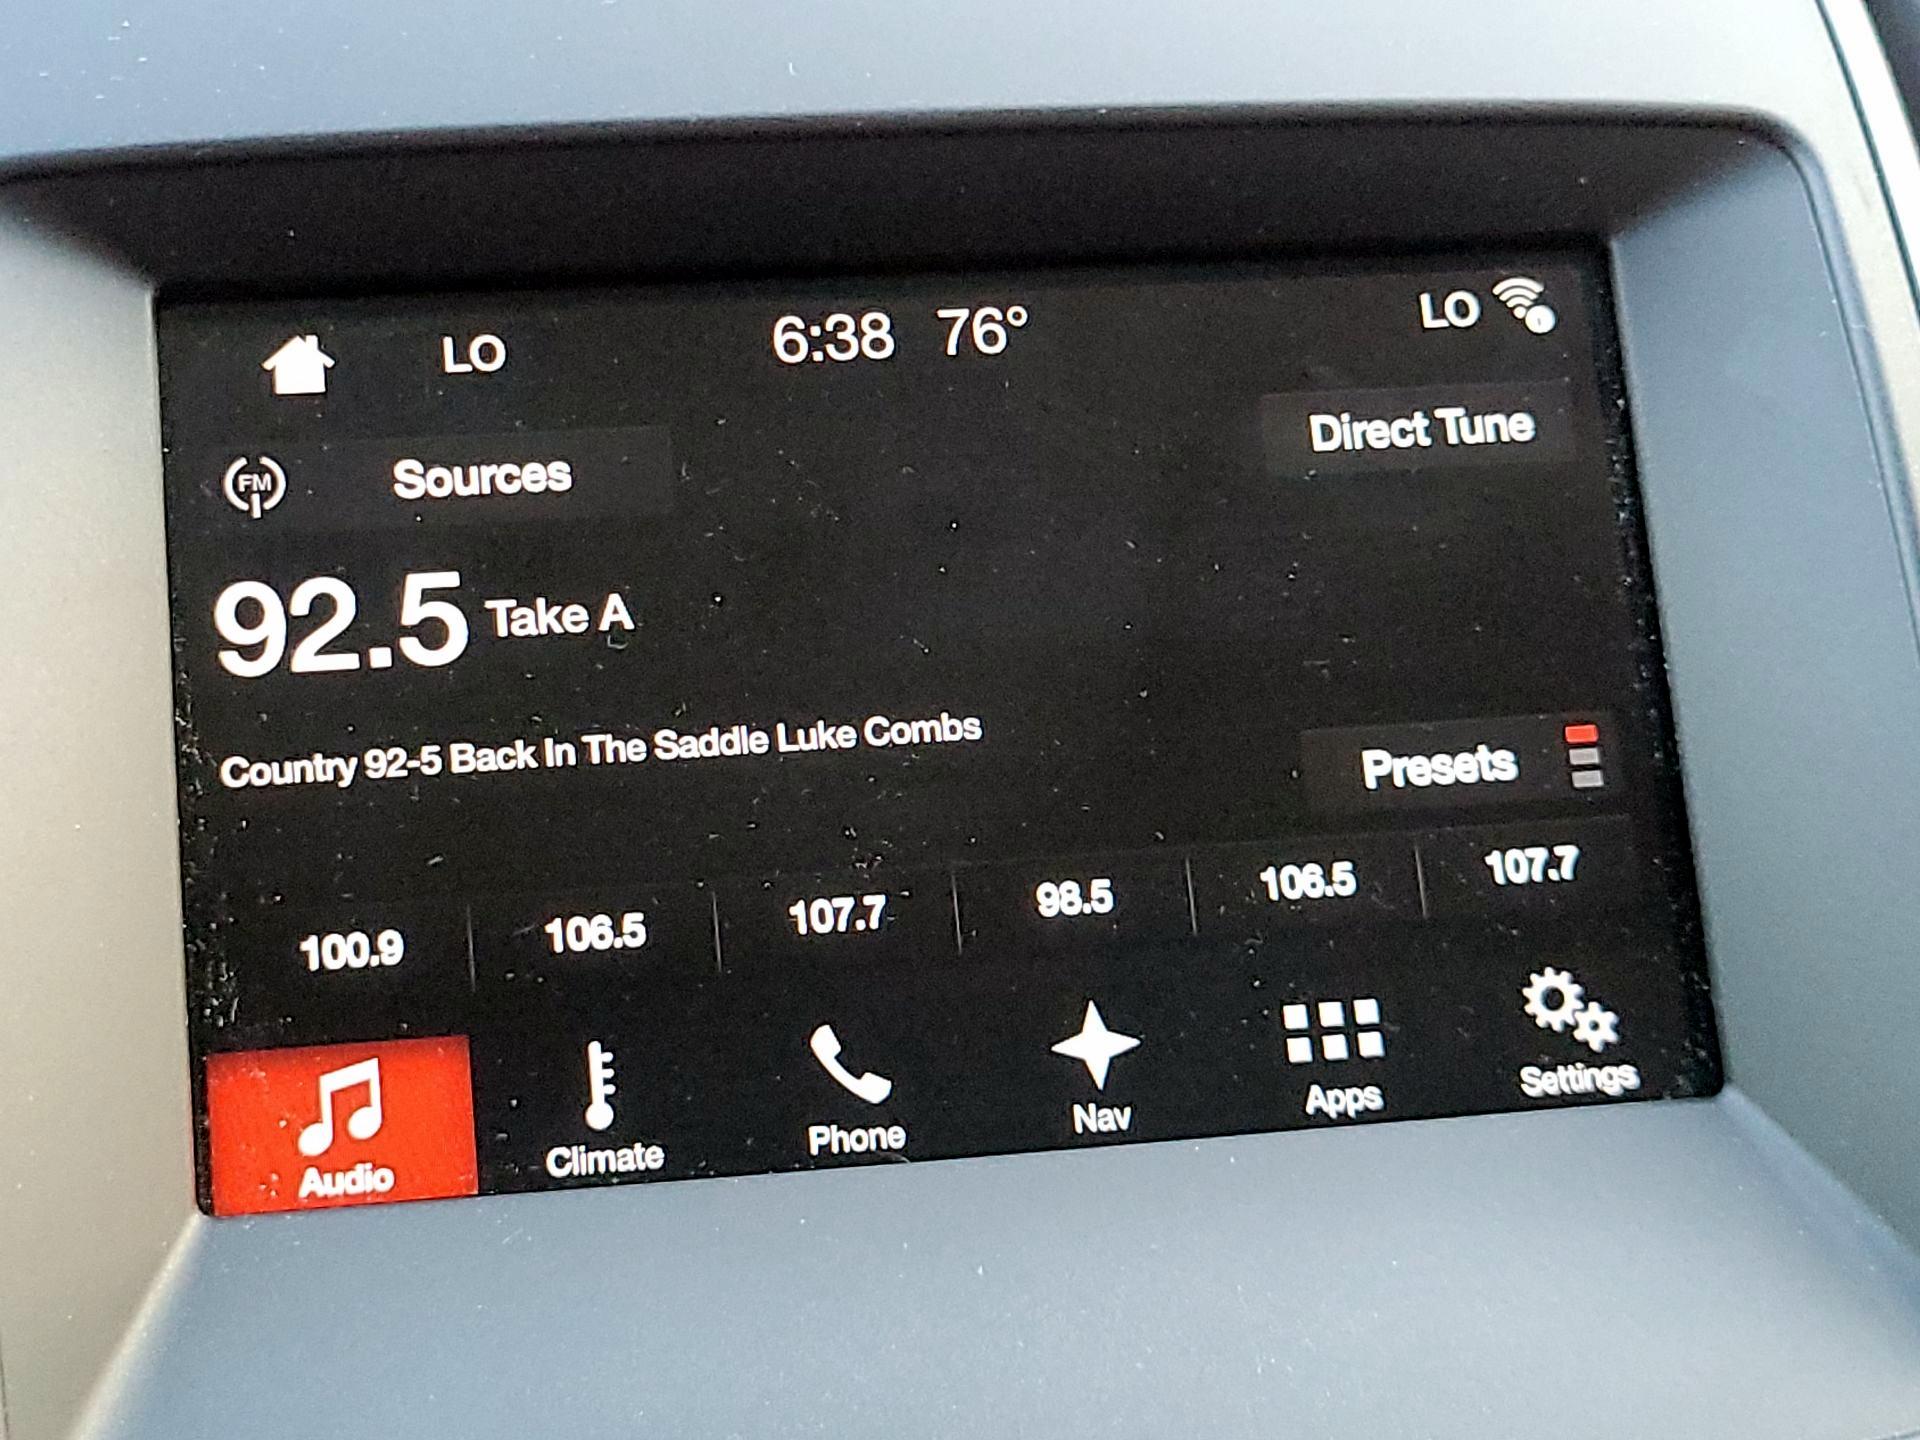 LO 6:38 76° LO
FM Sources Direct Tune
92.5 Take A
Country 92-5 Back In The Saddle Luke Combs
Presets
100.9 106.5 107.7 98.5 106.5 107.7
Audio Climate Phone Nav Apps Settings